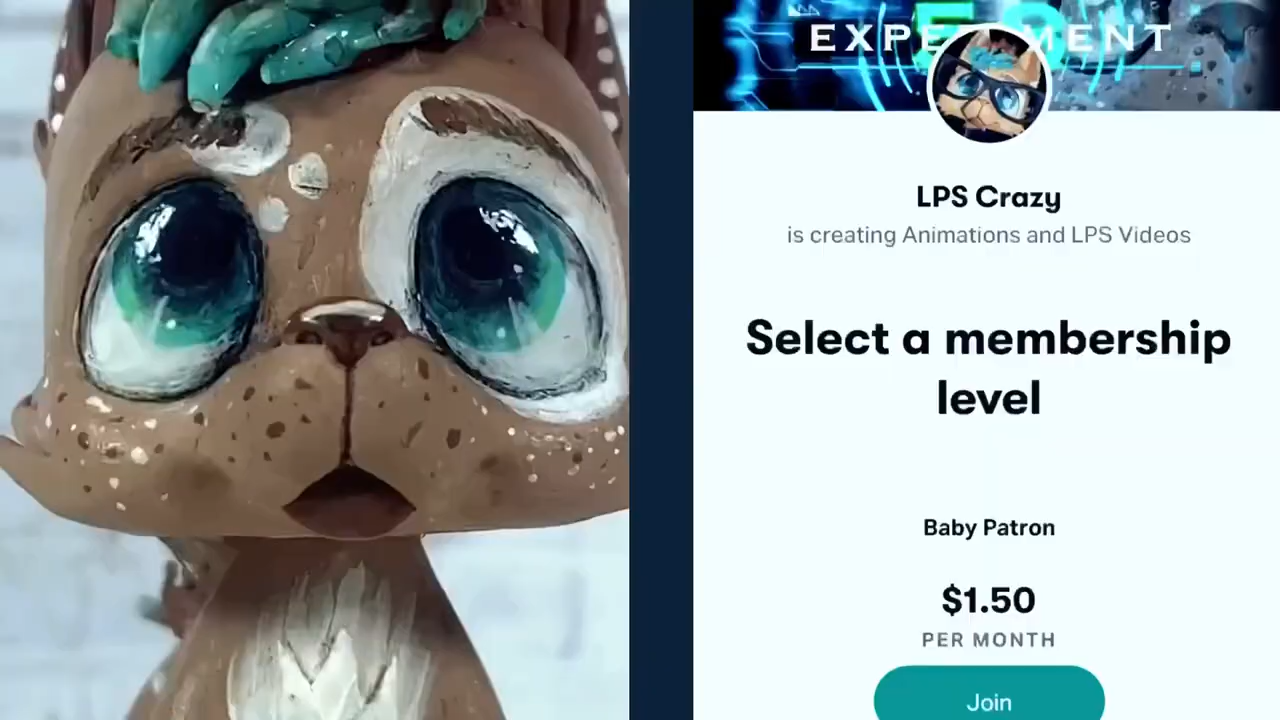 LPS Crazy
is creating Animations and LPS Videos
Select a membership
level
Baby Patron
$1.50
PER MONTH
Join